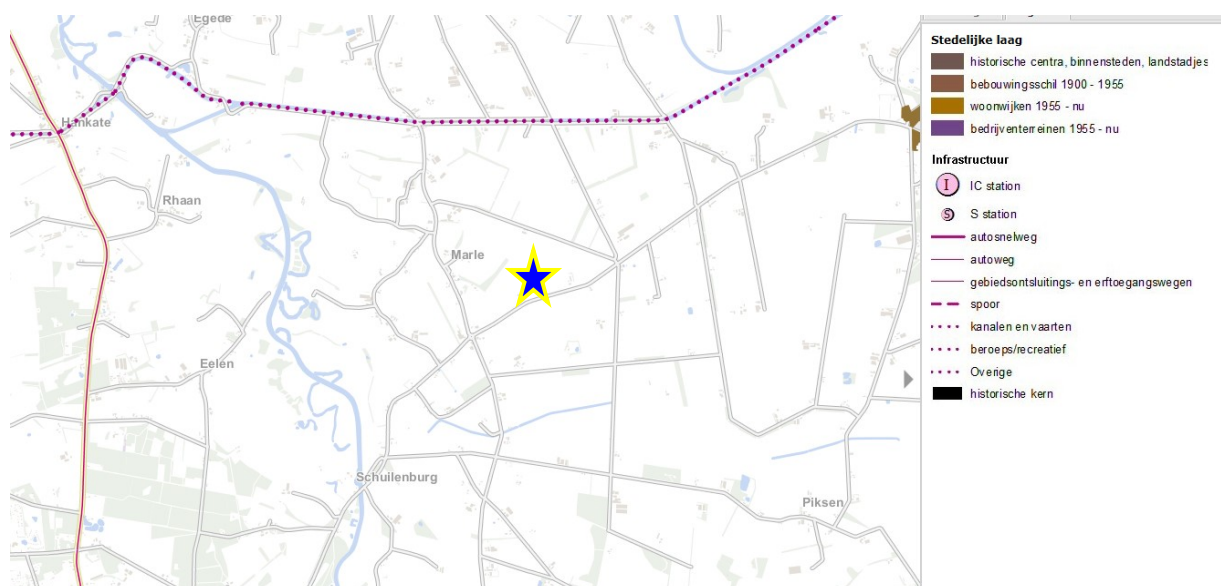 Egede
Hankate
Rhaan
Marle
Eelen
Schuilenburg
Piksen
Stedelijke laag
historische centra, binnensteden, landstadjes
bebouwingsschil 1900 - 1955
woonwijken 1955 - nu
bedrijventerreinen 1955 - nu
Infrastructuur
I IC station
S S station
autosnelweg
autoweg
gebiedsontsluitings- en erftoegangswegen
spoor
kanalen en vaarten
beroeps/recreatief
Overige
historische kern